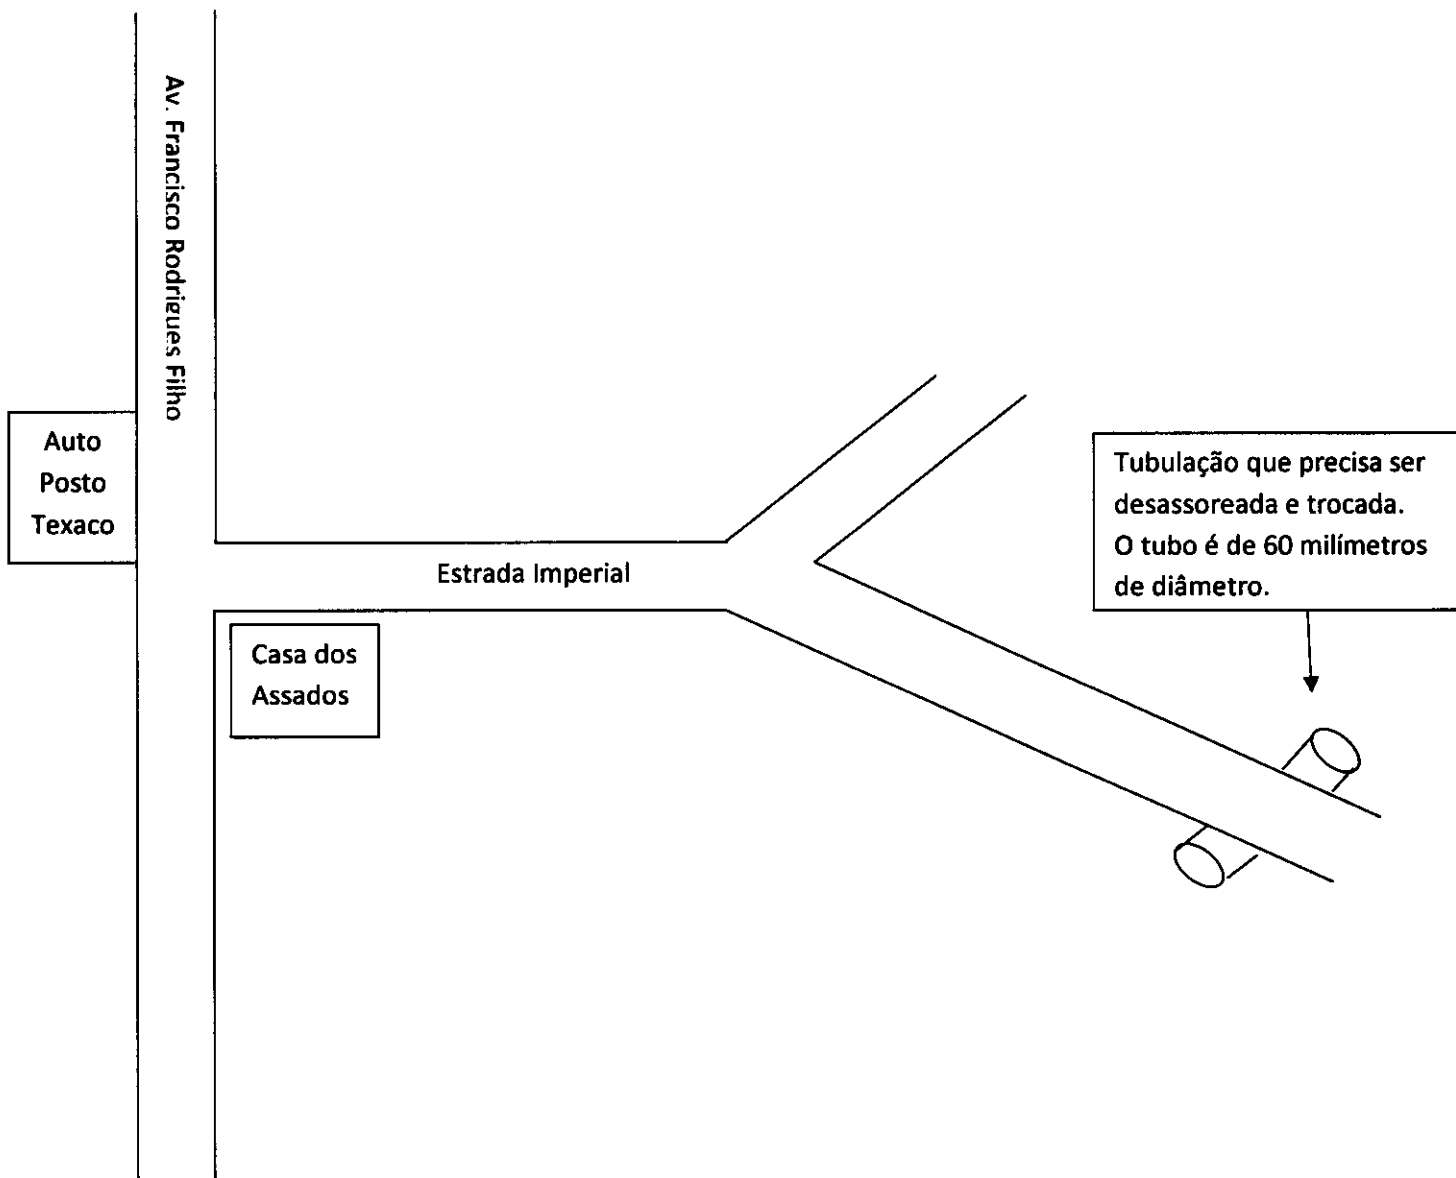 Av. Francisco Rodrigues Filho
Auto
Posto
Texaco
Estrada Imperial
Casa dos
Assados
Tubulação que precisa ser
desassoreada e trocada.
O tubo é de 60 milímetros
de diâmetro.